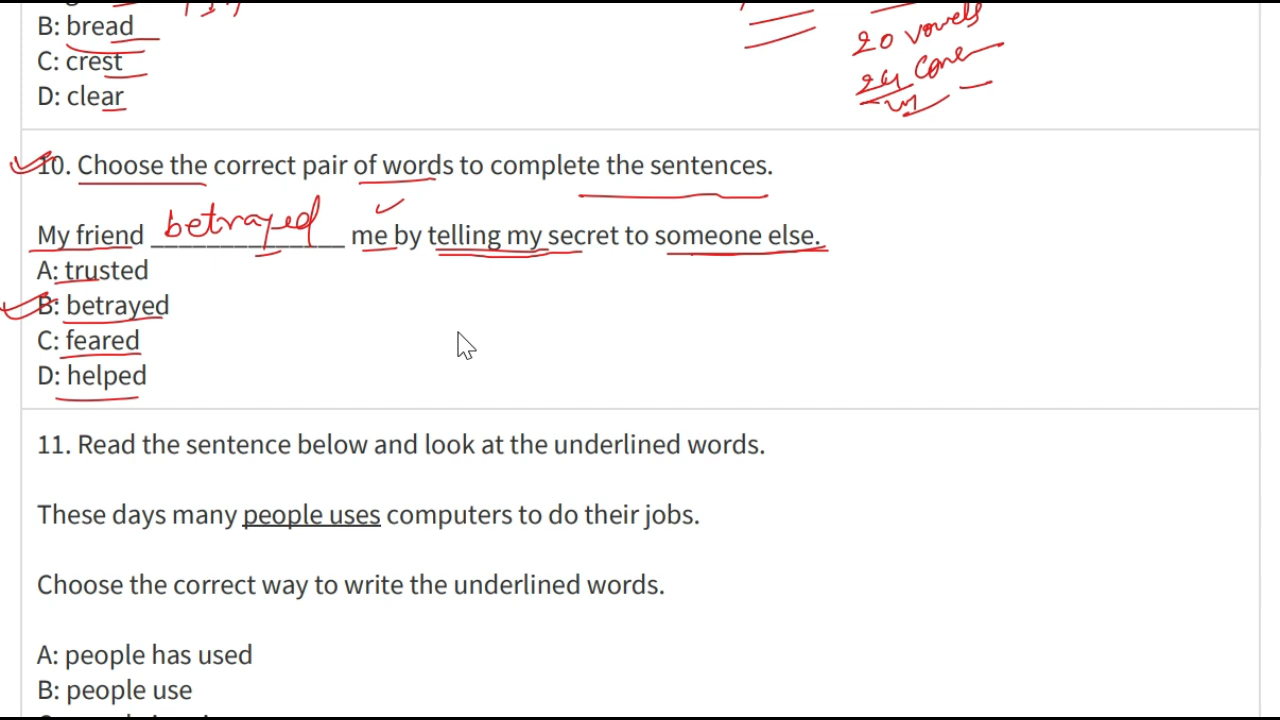 B: bread
20 vowels
C: crest
24
D: clear
10. Choose the correct pair of words to complete the sentences.
My friend betrayed me by telling my secret to someone else.
A: trusted
B: betrayed
C: feared
D: helped
11. Read the sentence below and look at the underlined words.
These days many people uses computers to do their jobs.
Choose the correct way to write the underlined words.
A: people has used
B: people use